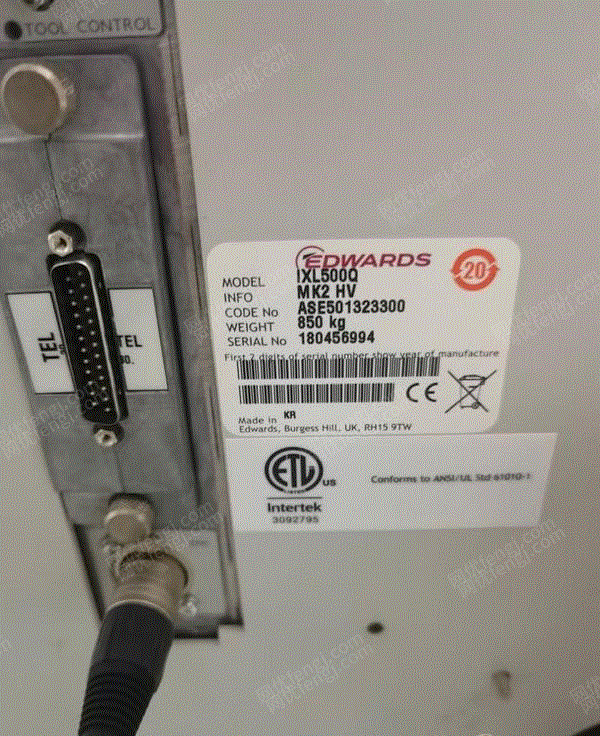 TOOL CONTROL
EDWARDS
20
MODEL IXL500Q
INFO MK2 HV
CODE No ASE501323300
WEIGHT 850 kg
SERIAL No 180456994
First 2 digits of serial number show year of manufacture
CE
Made in KR
Edwards, Burgess Hill, UK, RH15 9TW
TEL
TEL
ETL US
Intertek
3092795
Conforms to ANSI/UL Std 61010-1